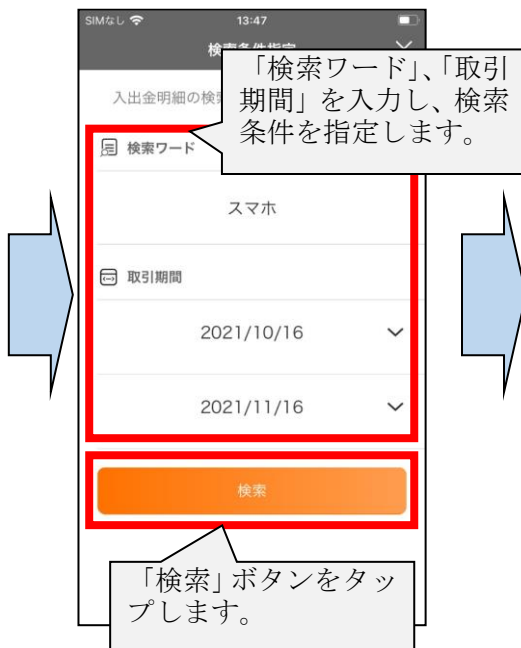 SIMなし 13:47
検索条件指定
「検索ワード」、「取引
期間」を入力し、検索
条件を指定します。
入出金明細の検索
検索ワード
スマホ
取引期間
2021/10/16
2021/11/16
検索
「検索」ボタンをタッ
プします。